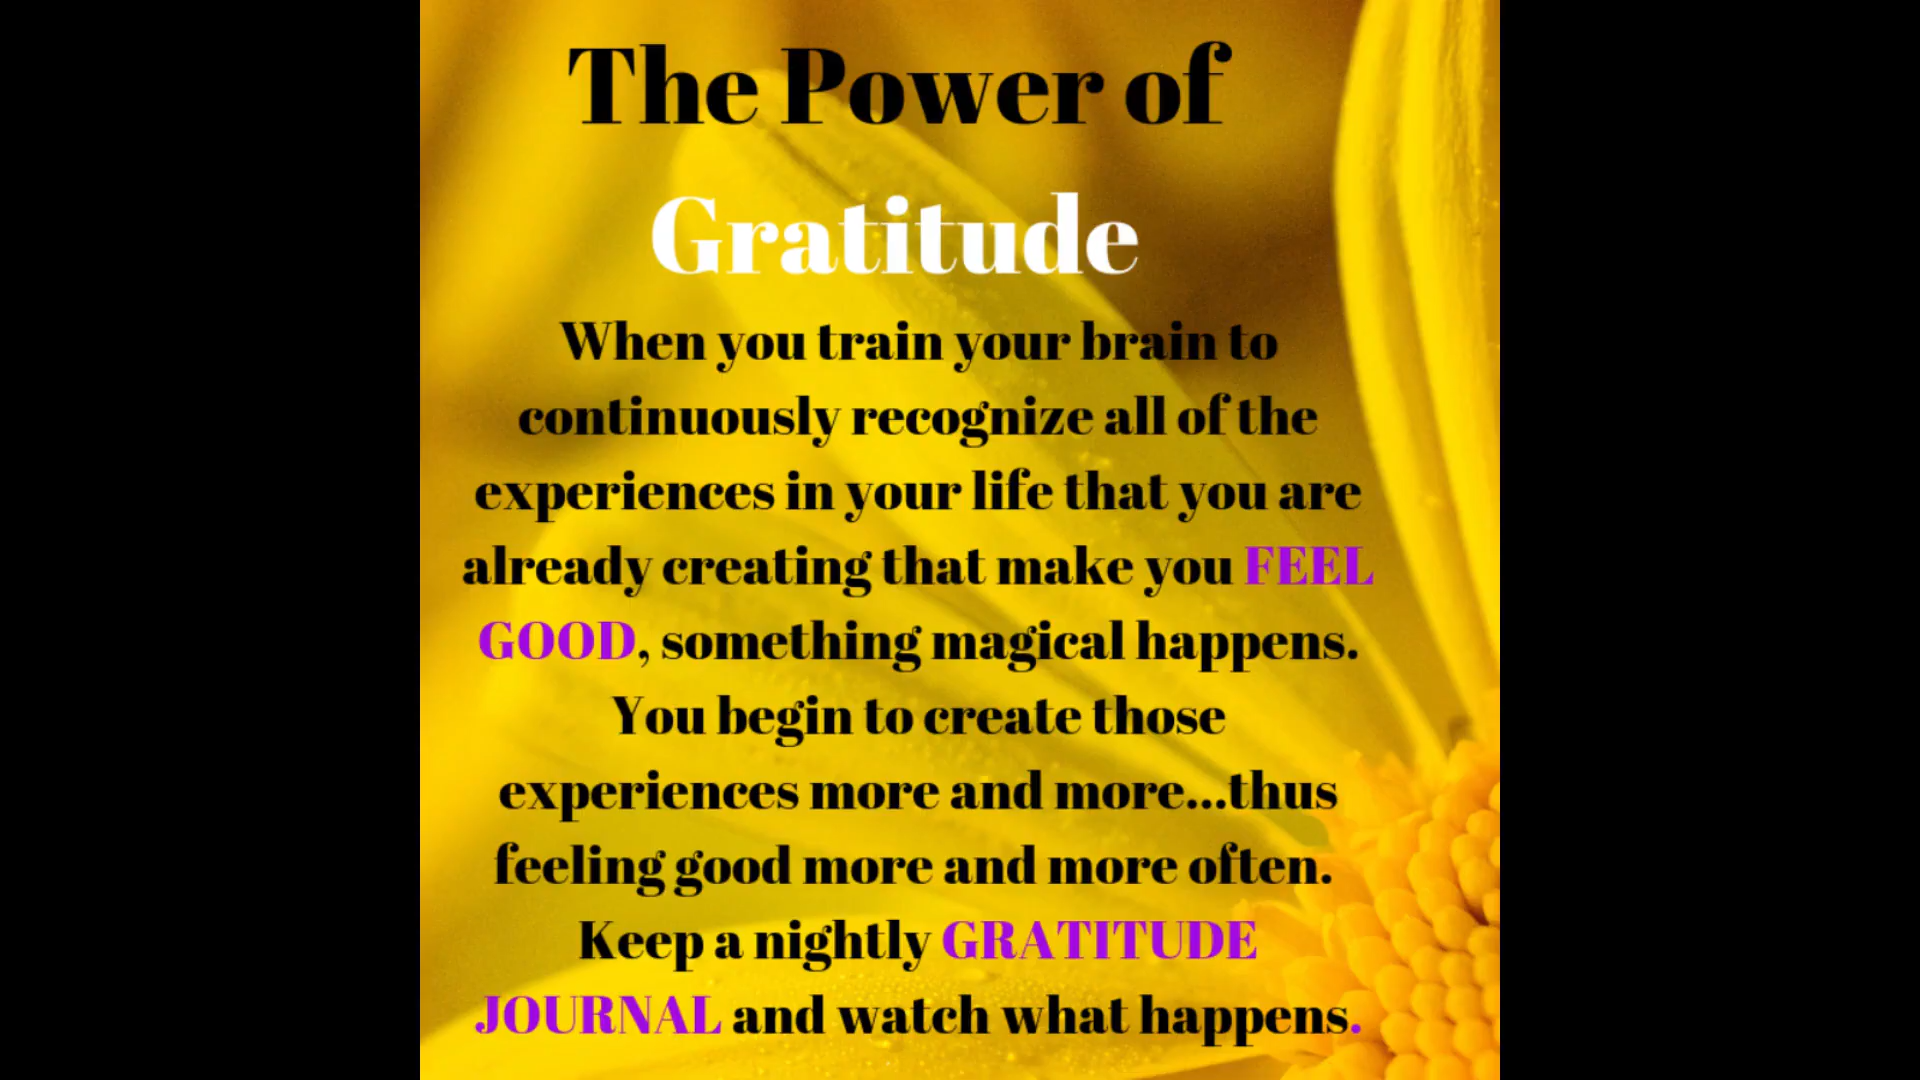 The Power of
Gratitude
When you train your brain to
continuously recognize all of the
experiences in your life that you are
already creating that make you FEEL
GOOD, something magical happens.
You begin to create those
experiences more and more...thus
feeling good more and more often.
Keep a nightly GRATITUDE
JOURNAL and watch what happens.